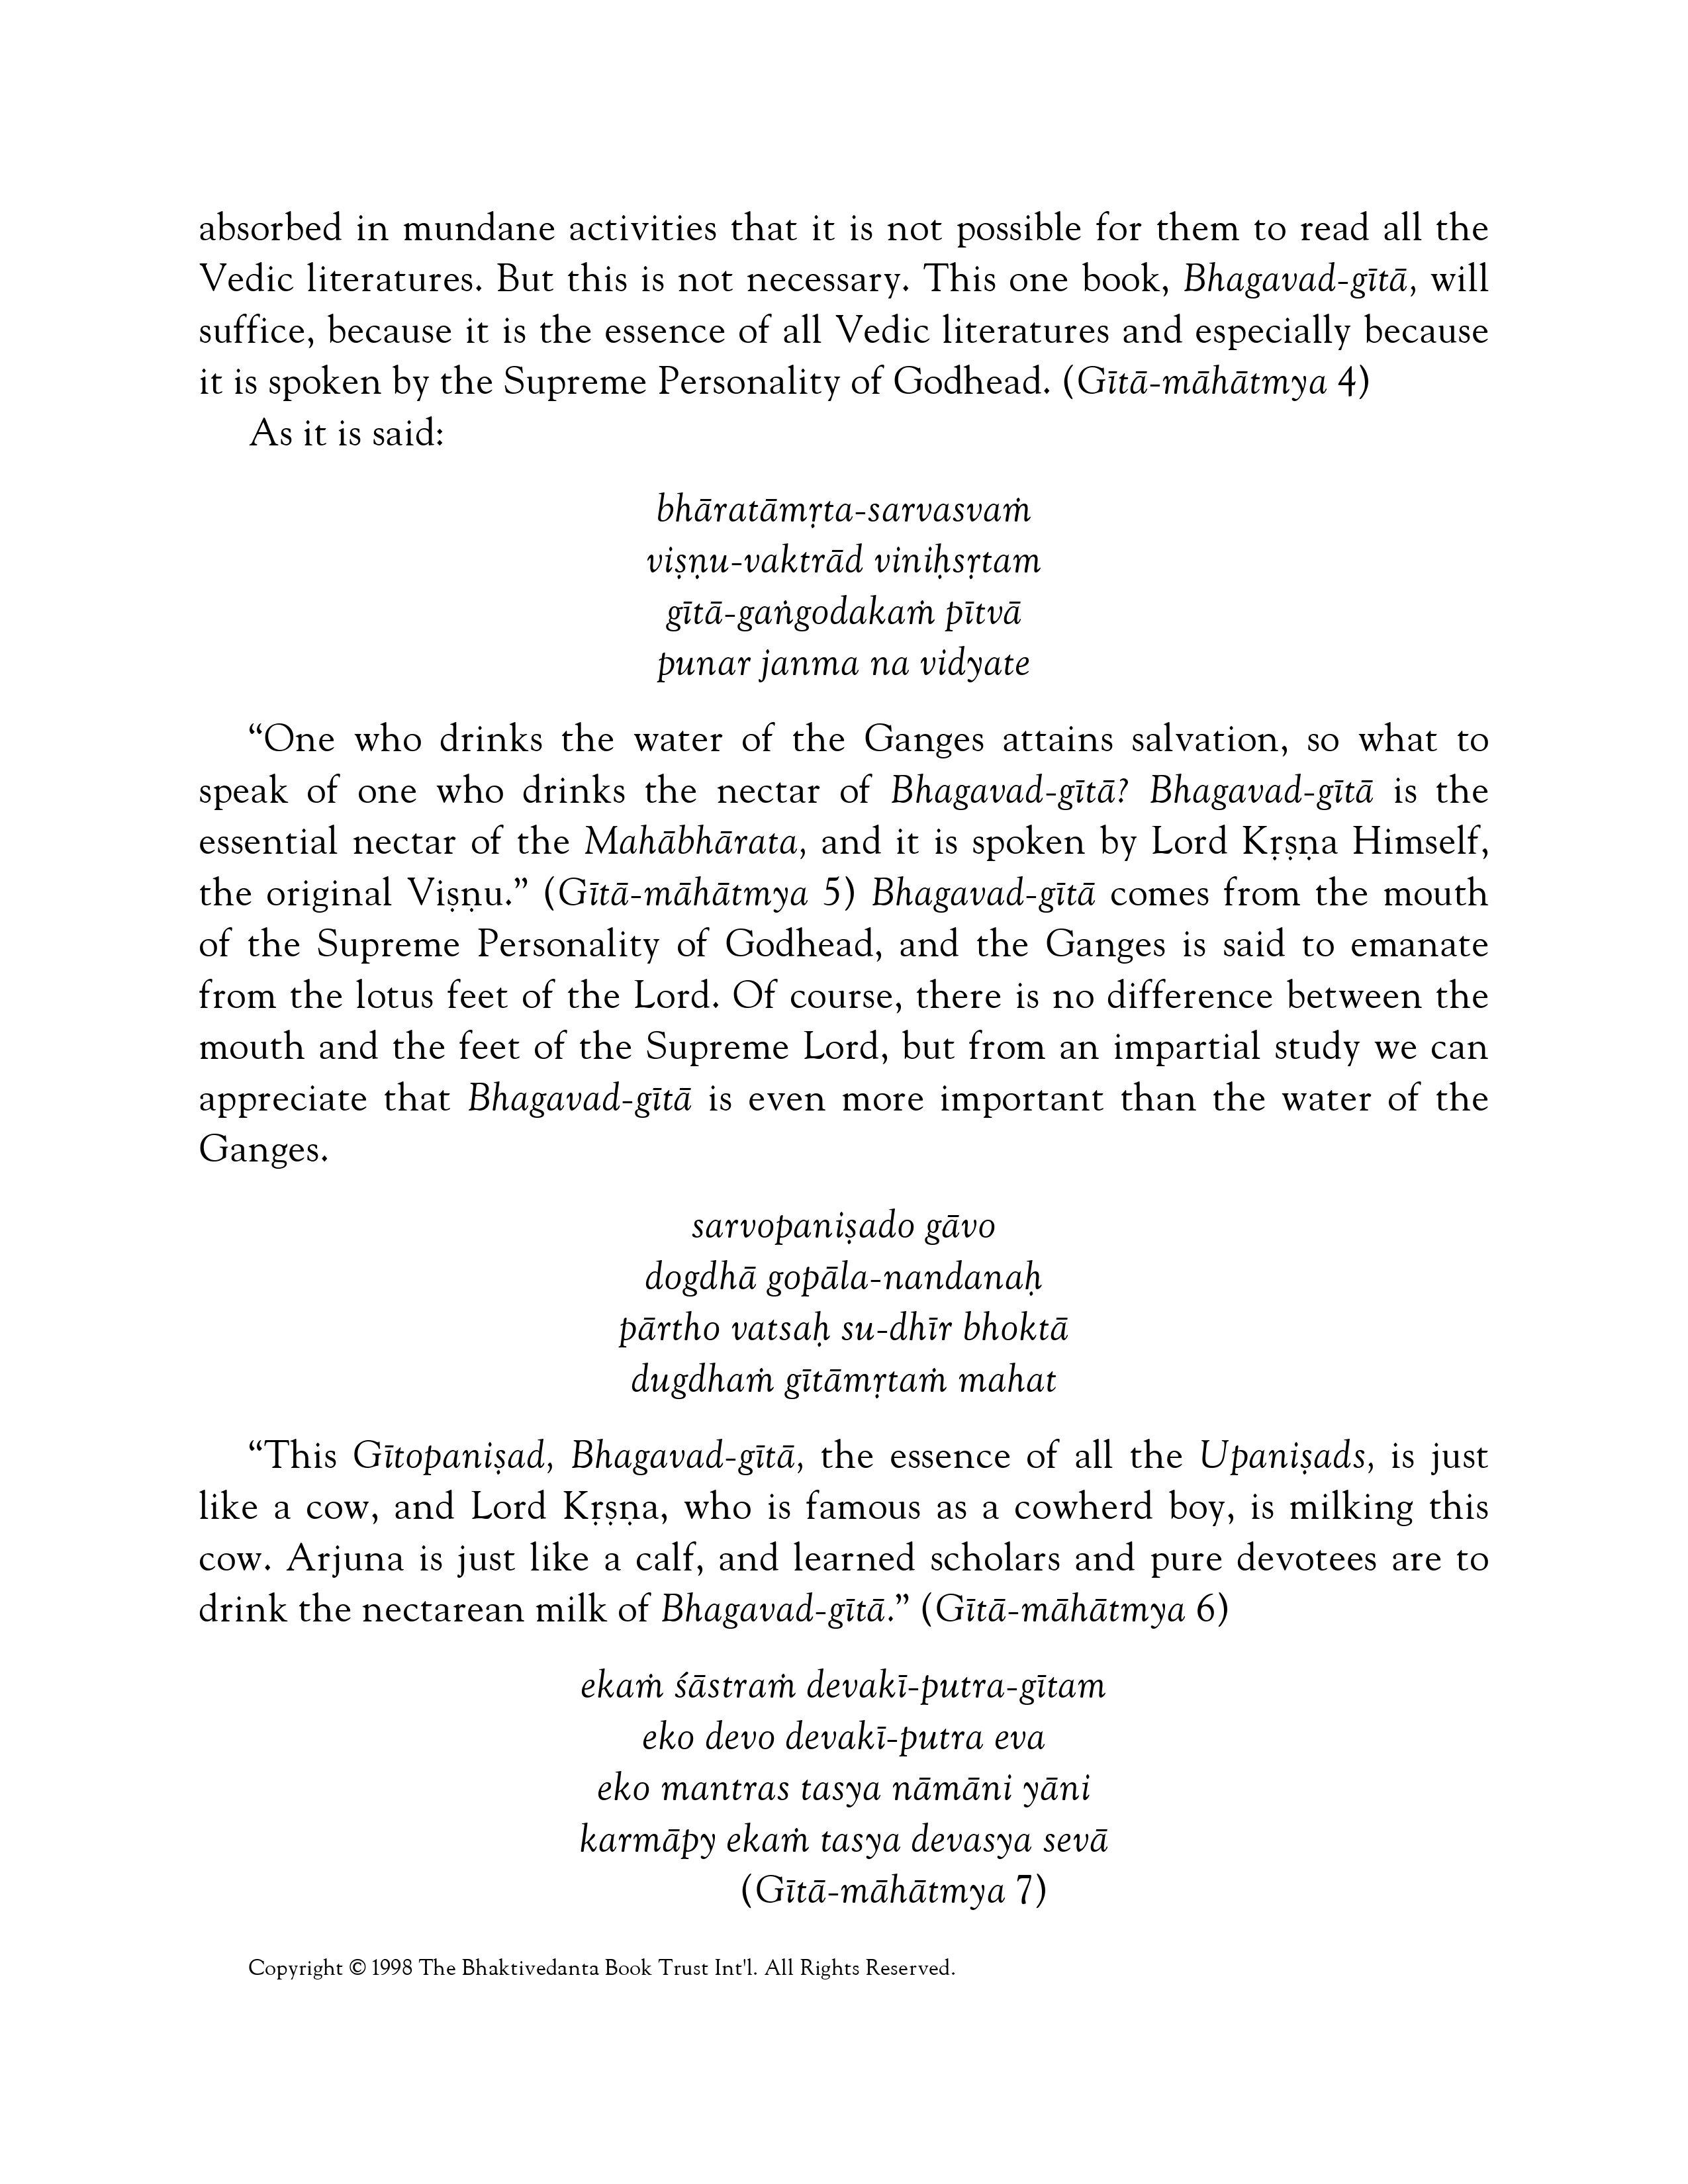 absorbed in mundane activities that it is not possible for them to read all the
Vedic literatures. But this is not necessary. This one book, Bhagavad-gītā, will
suffice, because it is the essence of all Vedic literatures and especially because
it is spoken by the Supreme Personality of Godhead. (Gītā-māhātmya 4)
As it is said:
bhāratāmṛta-sarvasvaṁ
viṣṇu-vaktrād viniḥsṛtam
gītā-gaṅgodakaṁ pītvā
punar janma na vidyate
“One who drinks the water of the Ganges attains salvation, so what to
speak of one who drinks the nectar of Bhagavad-gītā? Bhagavad-gītā is the
essential nectar of the Mahābhārata, and it is spoken by Lord Kṛṣṇa Himself,
the original Viṣṇu.” (Gītā-māhātmya 5) Bhagavad-gītā comes from the mouth
of the Supreme Personality of Godhead, and the Ganges is said to emanate
from the lotus feet of the Lord. Of course, there is no difference between the
mouth and the feet of the Supreme Lord, but from an impartial study we can
appreciate that Bhagavad-gītā is even more important than the water of the
Ganges.
sarvopaniṣado gāvo
dogdhā gopāla-nandanaḥ
pārtho vatsaḥ su-dhīr bhoktā
dugdhaṁ gītāmṛtaṁ mahat
“This Gītopaniṣad, Bhagavad-gītā, the essence of all the Upaniṣads, is just
like a cow, and Lord Kṛṣṇa, who is famous as a cowherd boy, is milking this
cow. Arjuna is just like a calf, and learned scholars and pure devotees are to
drink the nectarean milk of Bhagavad-gītā.” (Gītā-māhātmya 6)
ekaṁ śāstraṁ devakī-putra-gītam
eko devo devakī-putra eva
eko mantras tasya nāmāni yāni
karmāpy ekaṁ tasya devasya sevā
(Gītā-māhātmya 7)
Copyright © 1998 The Bhaktivedanta Book Trust Int'l. All Rights Reserved.